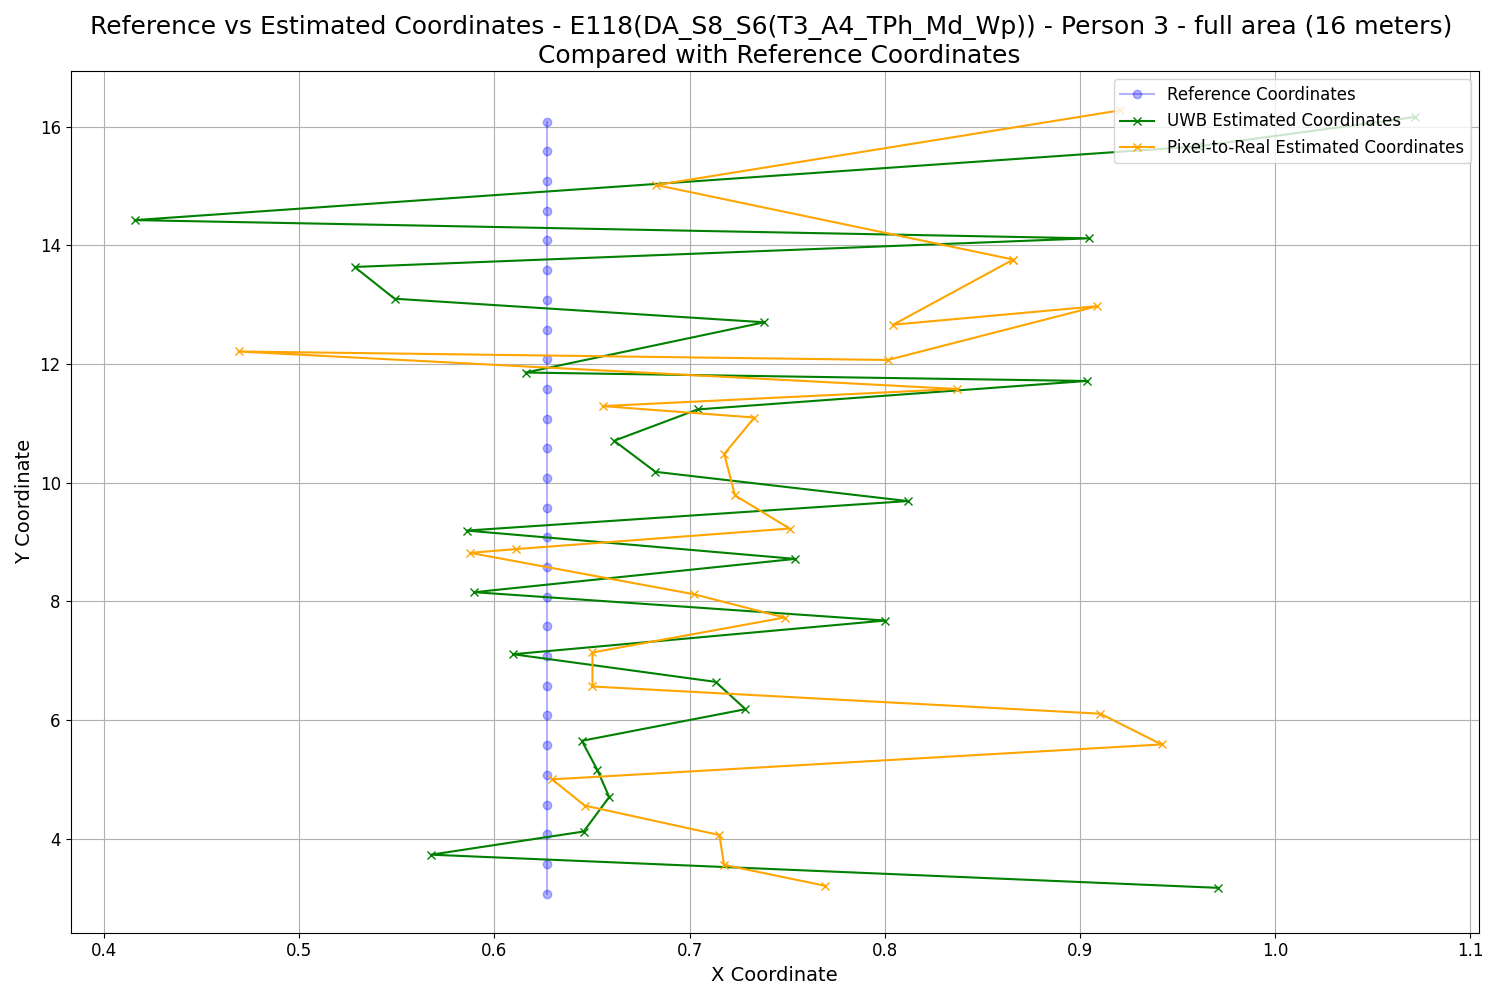 Reference vs Estimated Coordinates - E118(DA_S8_S6(T3_A4_TPh_Md_Wp)) - Person 3 - full area (16 meters)
Compared with Reference Coordinates
Reference Coordinates
UWB Estimated Coordinates
Pixel-to-Real Estimated Coordinates
Y Coordinate
16
14
12
10
8
6
4
0.4 0.5 0.6 0.7 0.8 0.9 1.0 1.1
X Coordinate